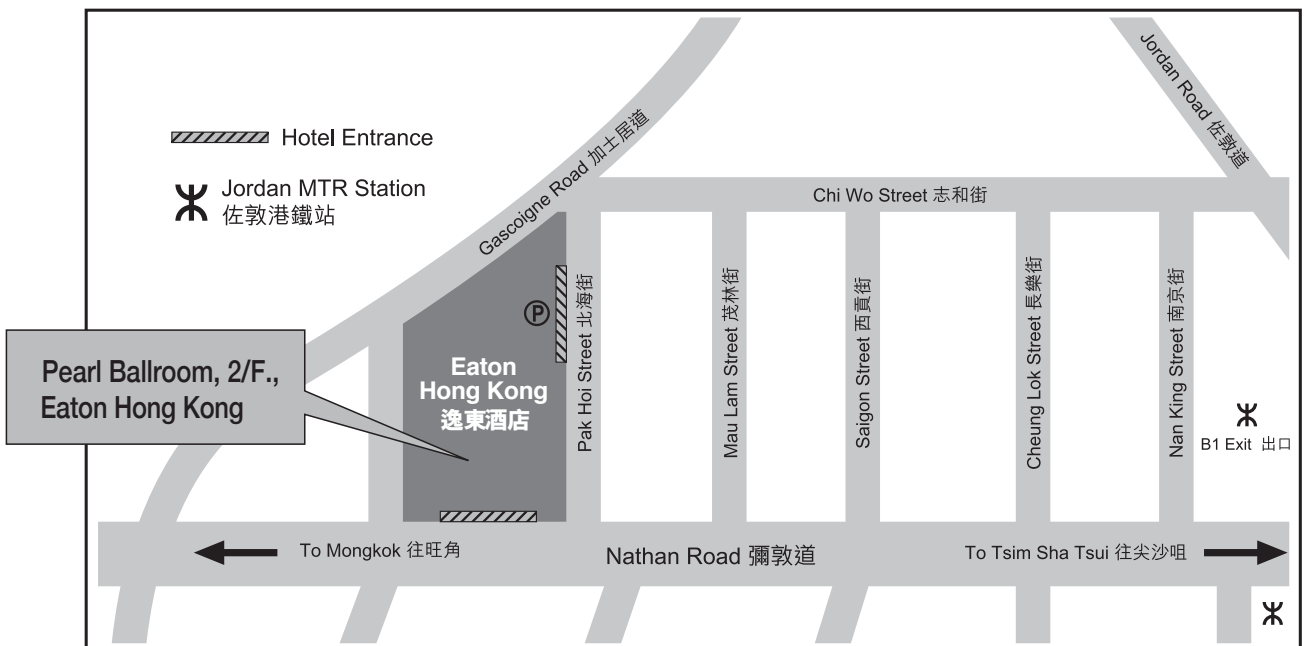 Hotel Entrance
Jordan MTR Station
佐敦港鐵站
Gascoigne Road 加士居道
Jordan Road 佐敦道
Chi Wo Street 志和街
Pearl Ballroom, 2/F.,
Eaton Hong Kong
P
Eaton
Hong Kong
逸東酒店
Pak Hoi Street 北海街
Mau Lam Street 茂林街
Saigon Street 西貢街
Cheung Lok Street 長樂街
Nan King Street 南京街
B1 Exit 出口
To Mongkok 往旺角
Nathan Road 彌敦道
To Tsim Sha Tsui 往尖沙咀